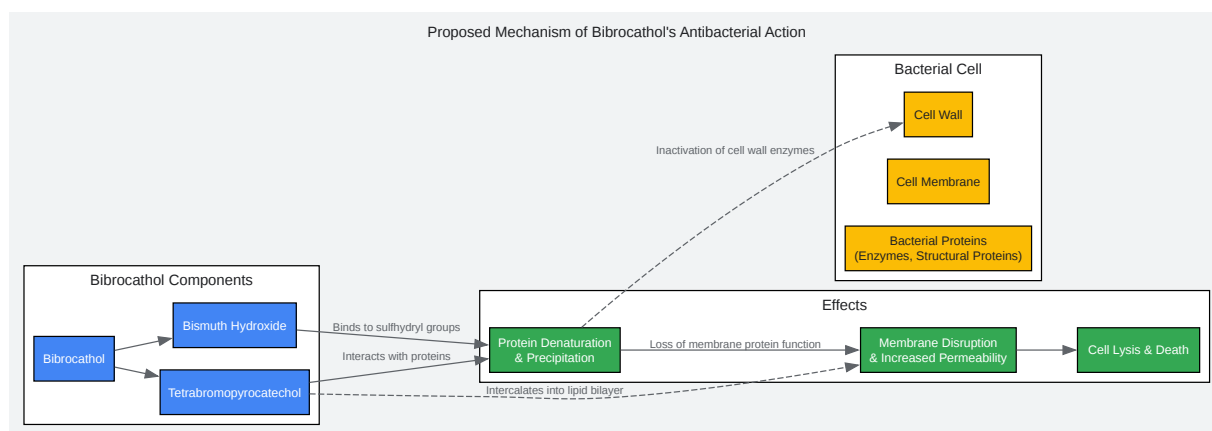 Proposed Mechanism of Bibrocathol's Antibacterial Action
Bacterial Cell
Cell Wall
Inactivation of cell wall enzymes
Cell Membrane
Bacterial Proteins
(Enzymes, Structural Proteins)
Bibrocathol Components
Bismuth Hydroxide
Bibrocathol
Tetrabromopyrocatechol
Binds to sulfhydryl groups
Interacts with proteins
Intercalates into lipid bilayer
Effects
Protein Denaturation
& Precipitation
Loss of membrane protein function
Membrane Disruption
& Increased Permeability
Cell Lysis & Death